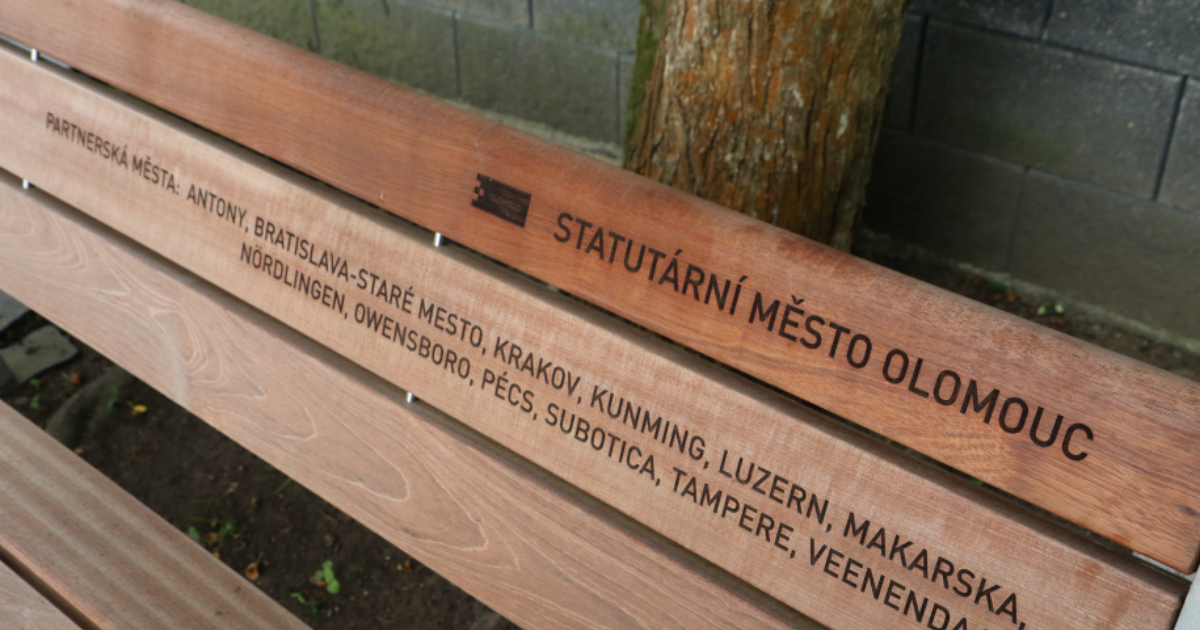 STATUTÁRNÍ MĚSTO OLOMOUC
PARTNERSKÁ MĚSTA: ANTONY, BRATISLAVA-STARÉ MESTO, KRAKOV, KUNMING, LUZERN, MAKARSKA,
NÖRDLINGEN, OWENSBORO, PÉCS, SUBOTICA, TAMPERE,